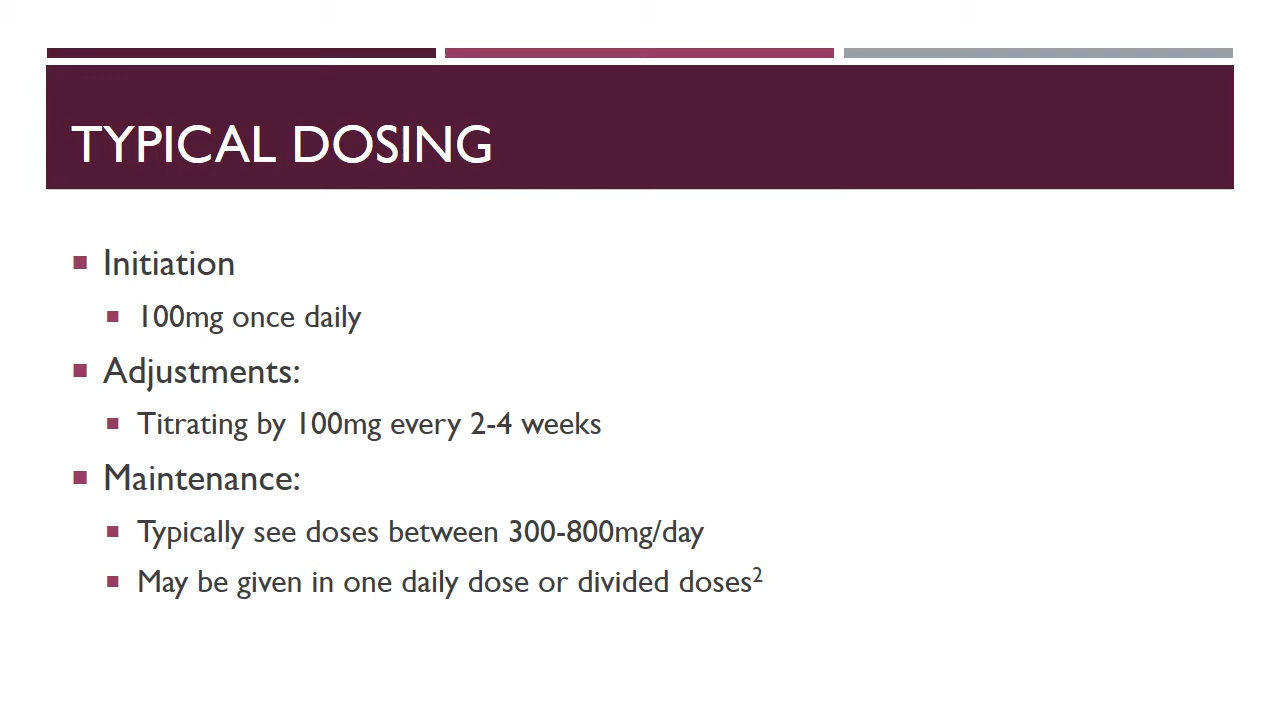 TYPICAL DOSING
Initiation
100mg once daily
Adjustments:
Titrating by 100mg every 2-4 weeks
Maintenance:
Typically see doses between 300-800mg/day
May be given in one daily dose or divided doses²